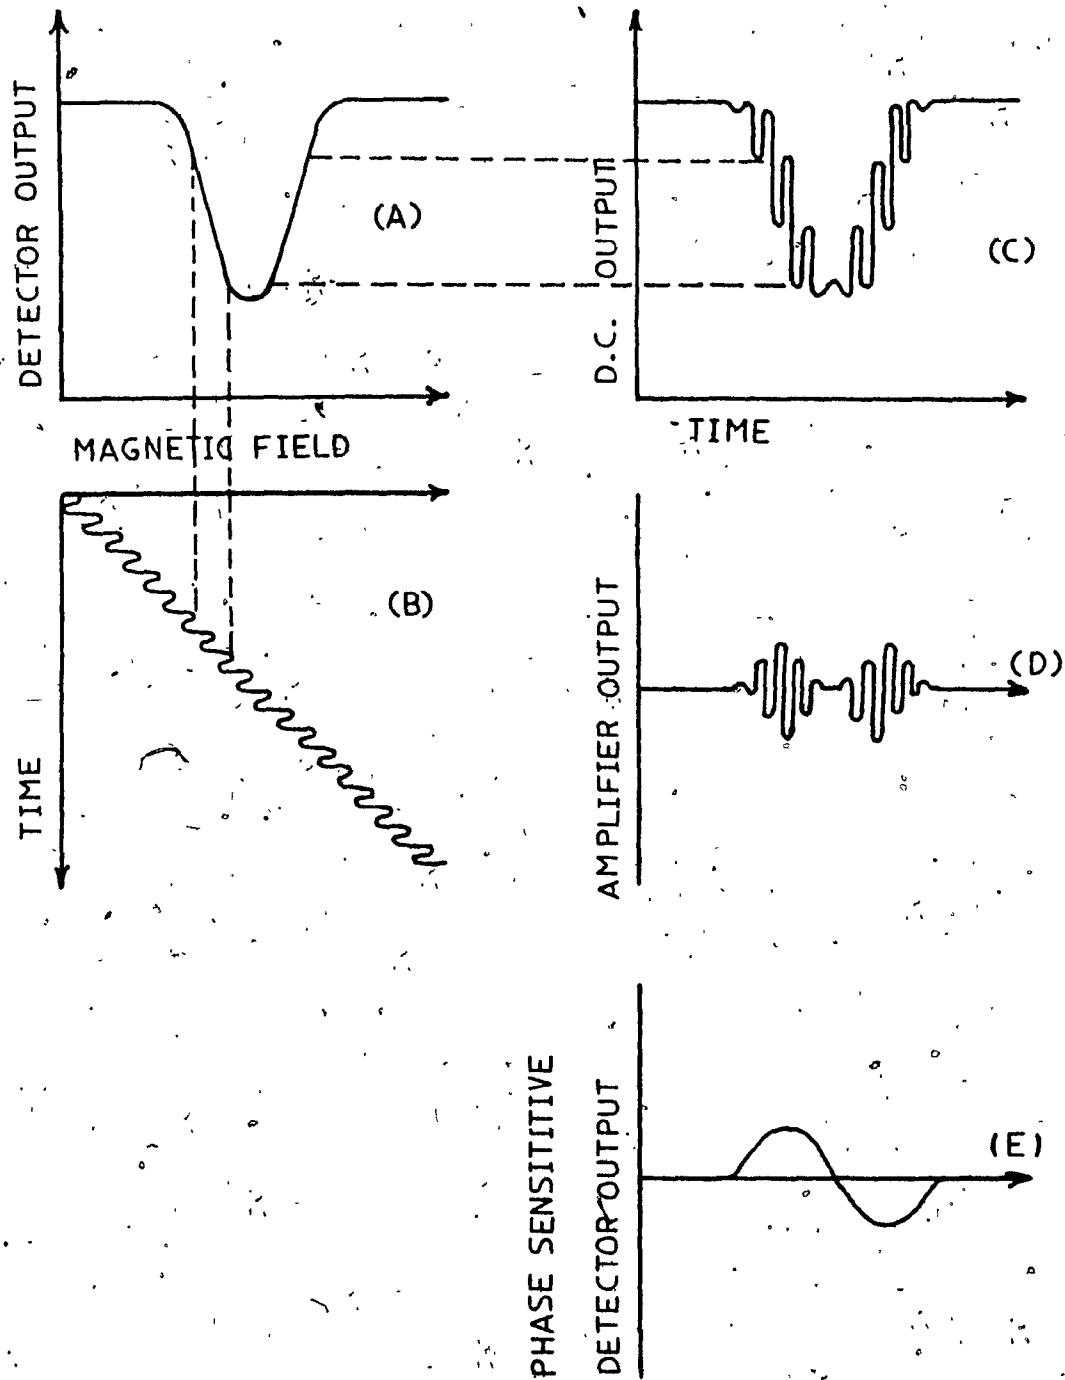 DETECTOR OUTPUT
(A)
MAGNETIC FIELD
D.C. OUTPUT
(C)
TIME
TIME
(B)
AMPLIFIER OUTPUT
(D)
PHASE SENSITITIVE
DETECTOR OUTPUT
(E)